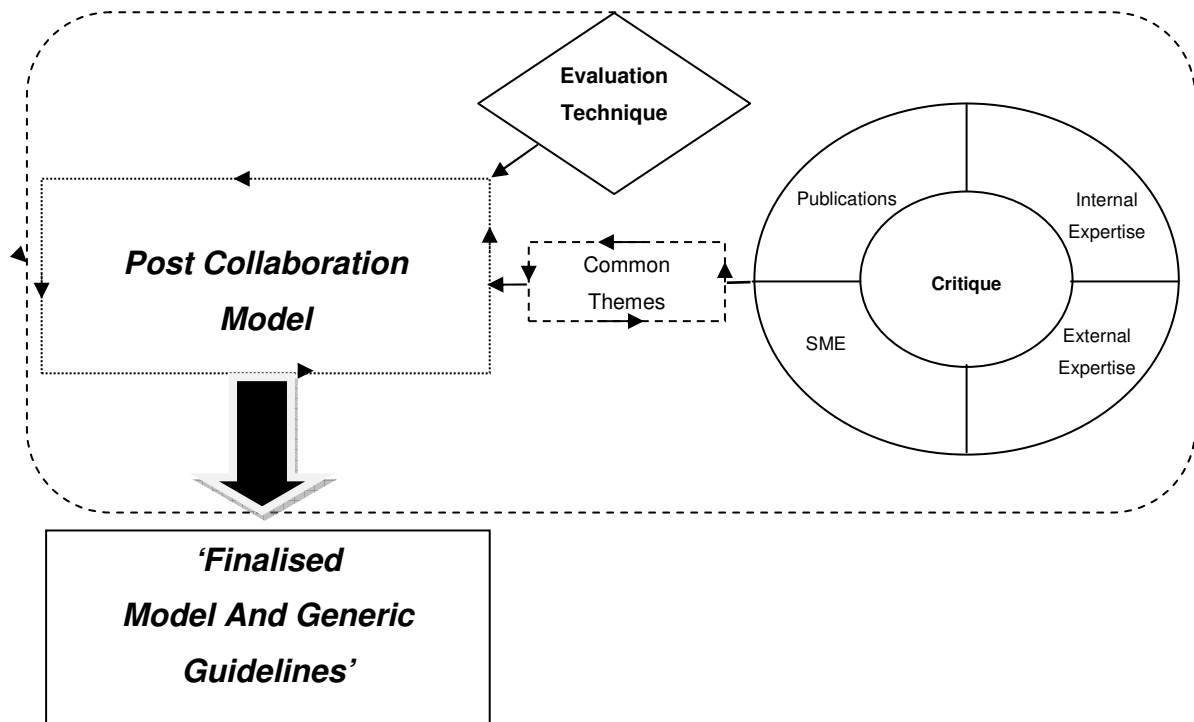 Evaluation
Technique
Publications
Internal
Expertise
Post Collaboration
Model
Common
Themes
Critique
SME
External
Expertise
‘Finalised
Model And Generic
Guidelines’